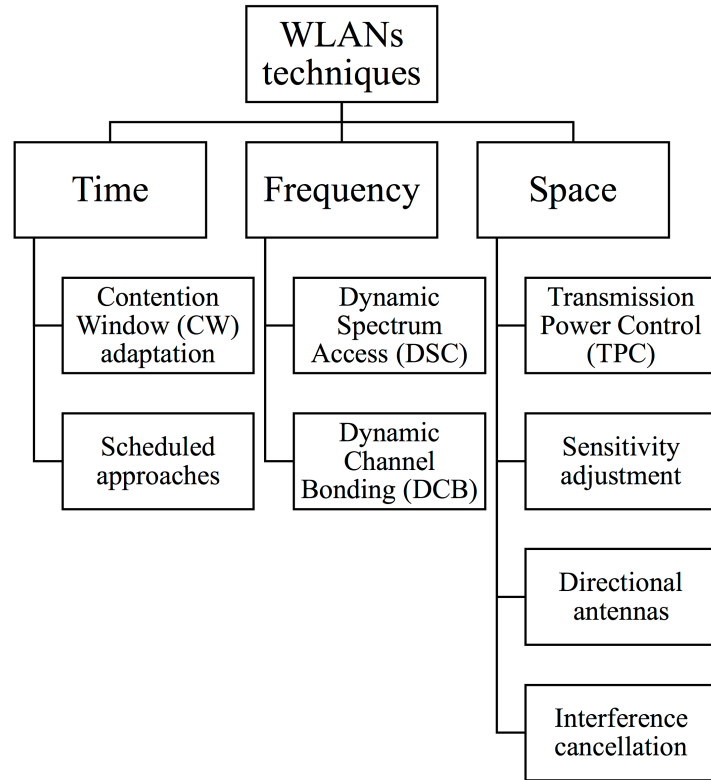 WLANs
techniques
Time
Frequency
Space
Contention
Window (CW)
adaptation
Scheduled
approaches
Dynamic
Spectrum
Access (DSC)
Dynamic
Channel
Bonding (DCB)
Transmission
Power Control
(TPC)
Sensitivity
adjustment
Directional
antennas
Interference
cancellation